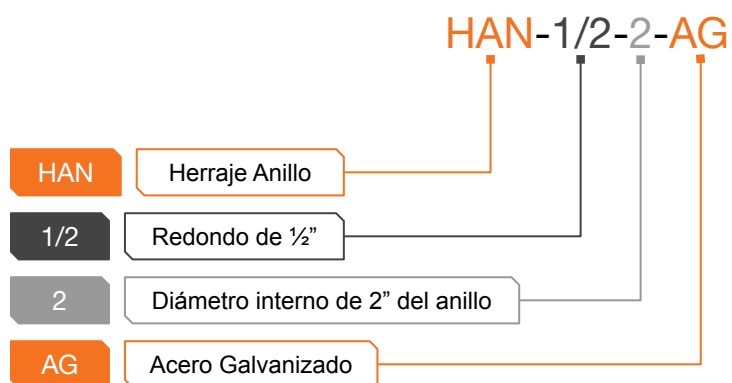 HAN-1/2-2-AG
HAN Herraje Anillo
1/2 Redondo de ½”
2 Diámetro interno de 2” del anillo
AG Acero Galvanizado